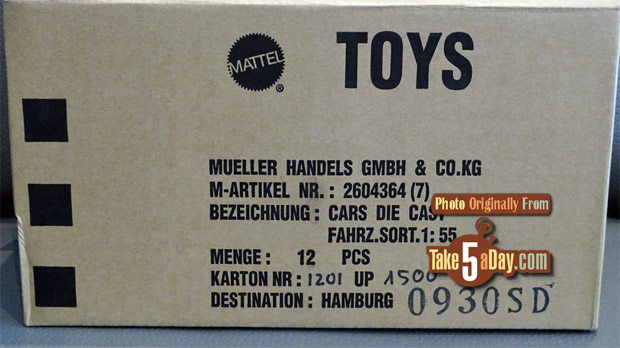 MATTEL
®
TOYS
MUELLER HANDELS GMBH & CO.KG
M-ARTIKEL NR.: 2604364 (7)
BEZEICHNUNG: CARS DIE CAST
FAHRZ.SORT.1:55
MENGE: 12 PCS
KARTON NR: 1201 UP 1500
DESTINATION: HAMBURG 0930SD
Photo Originally From
Take5aDay.com